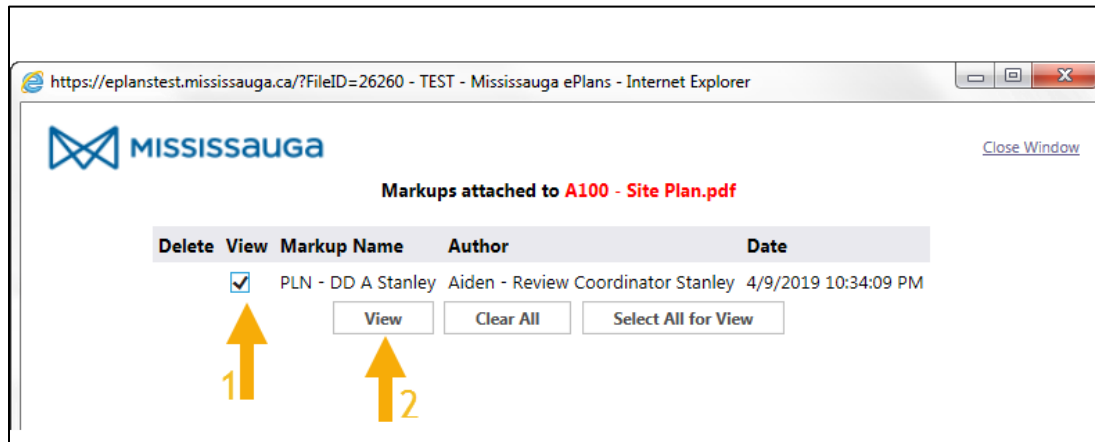 https://eplanstest.mississauga.ca/?FileID=26260 - TEST - Mississauga ePlans - Internet Explorer
MISSISSauGa
Close Window
Markups attached to A100 - Site Plan.pdf
Delete View Markup Name Author Date
PLN - DD A Stanley Aiden - Review Coordinator Stanley 4/9/2019 10:34:09 PM
View Clear All Select All for View
1
2